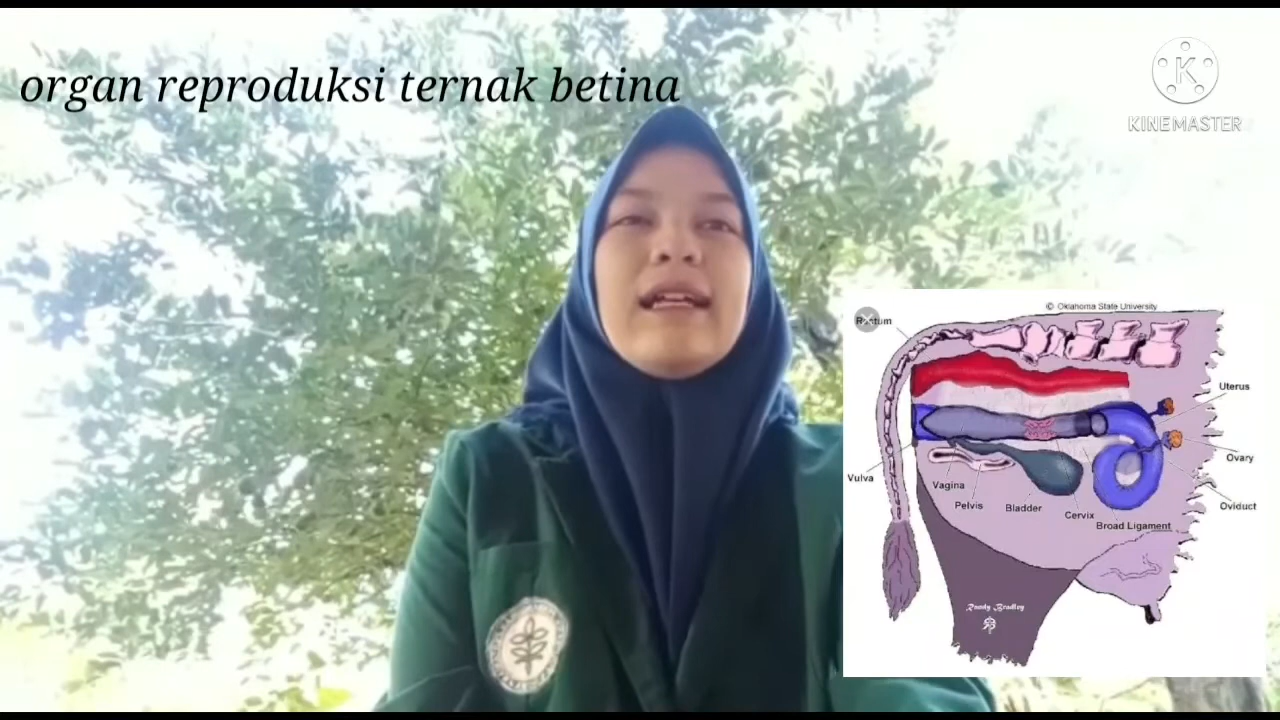 organ reproduksi ternak betina
K
KINEMASTER
© Oklahoma State University
Rectum
Uterus
Ovary
Vulva
Vagina
Pelvis
Bladder
Cervix
Oviduct
Broad Ligament
Randy Bradley